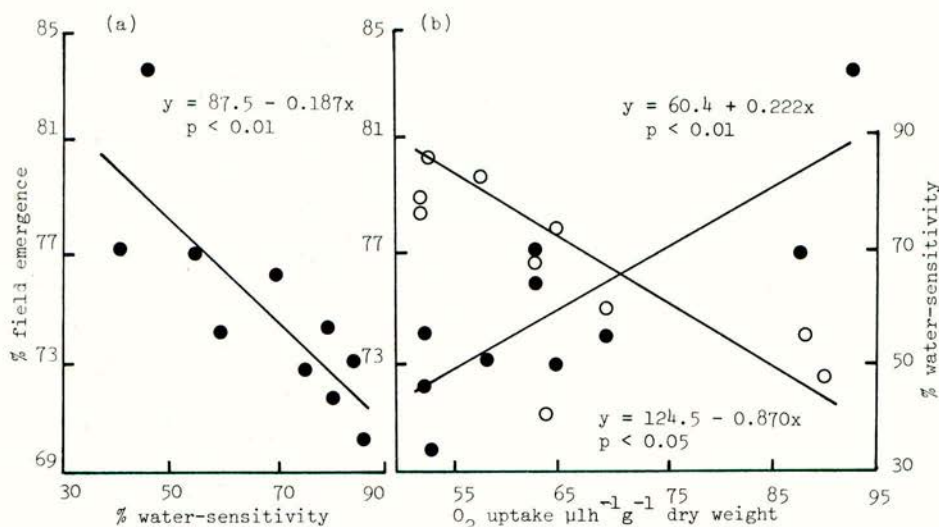 (a)
(b)
85
81
77
73
69
% field emergence
y = 87.5 - 0.187x
p < 0.01
30
50
70
90
% water-sensitivity
85
81
77
73
y = 60.4 + 0.222x
p < 0.01
y = 124.5 - 0.870x
p < 0.05
90
70
50
30
% water-sensitivity
55
65
75
85
95
O₂ uptake µlh⁻¹g⁻¹ dry weight